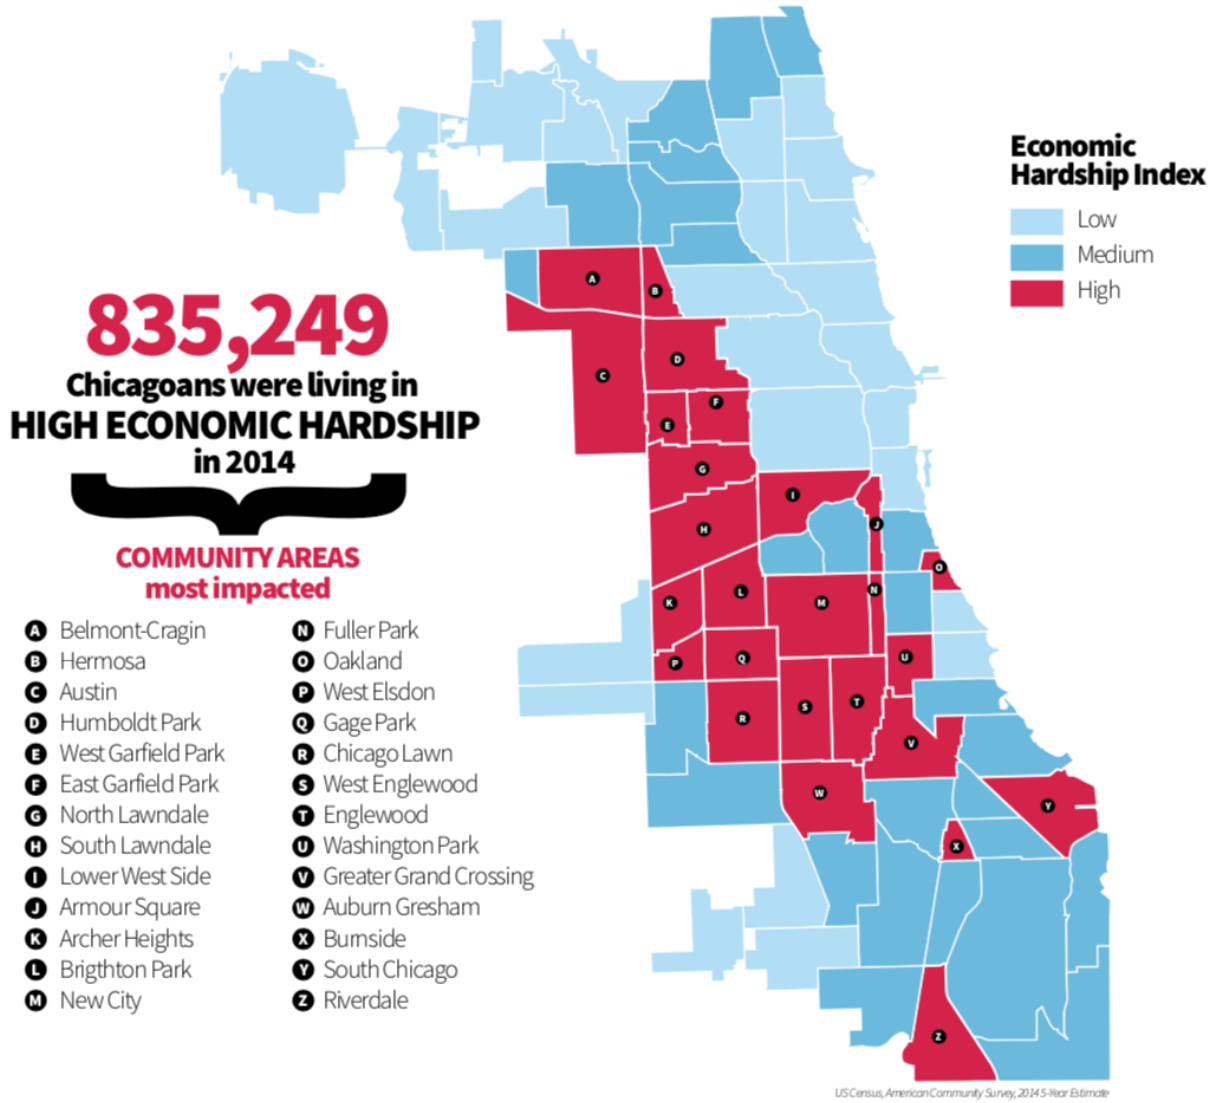 Economic
Hardship Index
Low
Medium
High
835,249
Chicagoans were living in
HIGH ECONOMIC HARDSHIP
in 2014
COMMUNITY AREAS
most impacted
A Belmont-Cragin
B Hermosa
C Austin
D Humboldt Park
E West Garfield Park
F East Garfield Park
G North Lawndale
H South Lawndale
I Lower West Side
J Armour Square
K Archer Heights
L Brigthton Park
M New City
N Fuller Park
O Oakland
P West Elsdon
Q Gage Park
R Chicago Lawn
S West Englewood
T Englewood
U Washington Park
V Greater Grand Crossing
W Auburn Gresham
X Burnside
Y South Chicago
Z Riverdale
A
B
D
C
F
E
G
I
J
H
O
N
L
K
M
U
Q
P
T
S
R
V
W
Y
X
Z
US Census, American Community Survey, 2014 5-Year Estimate